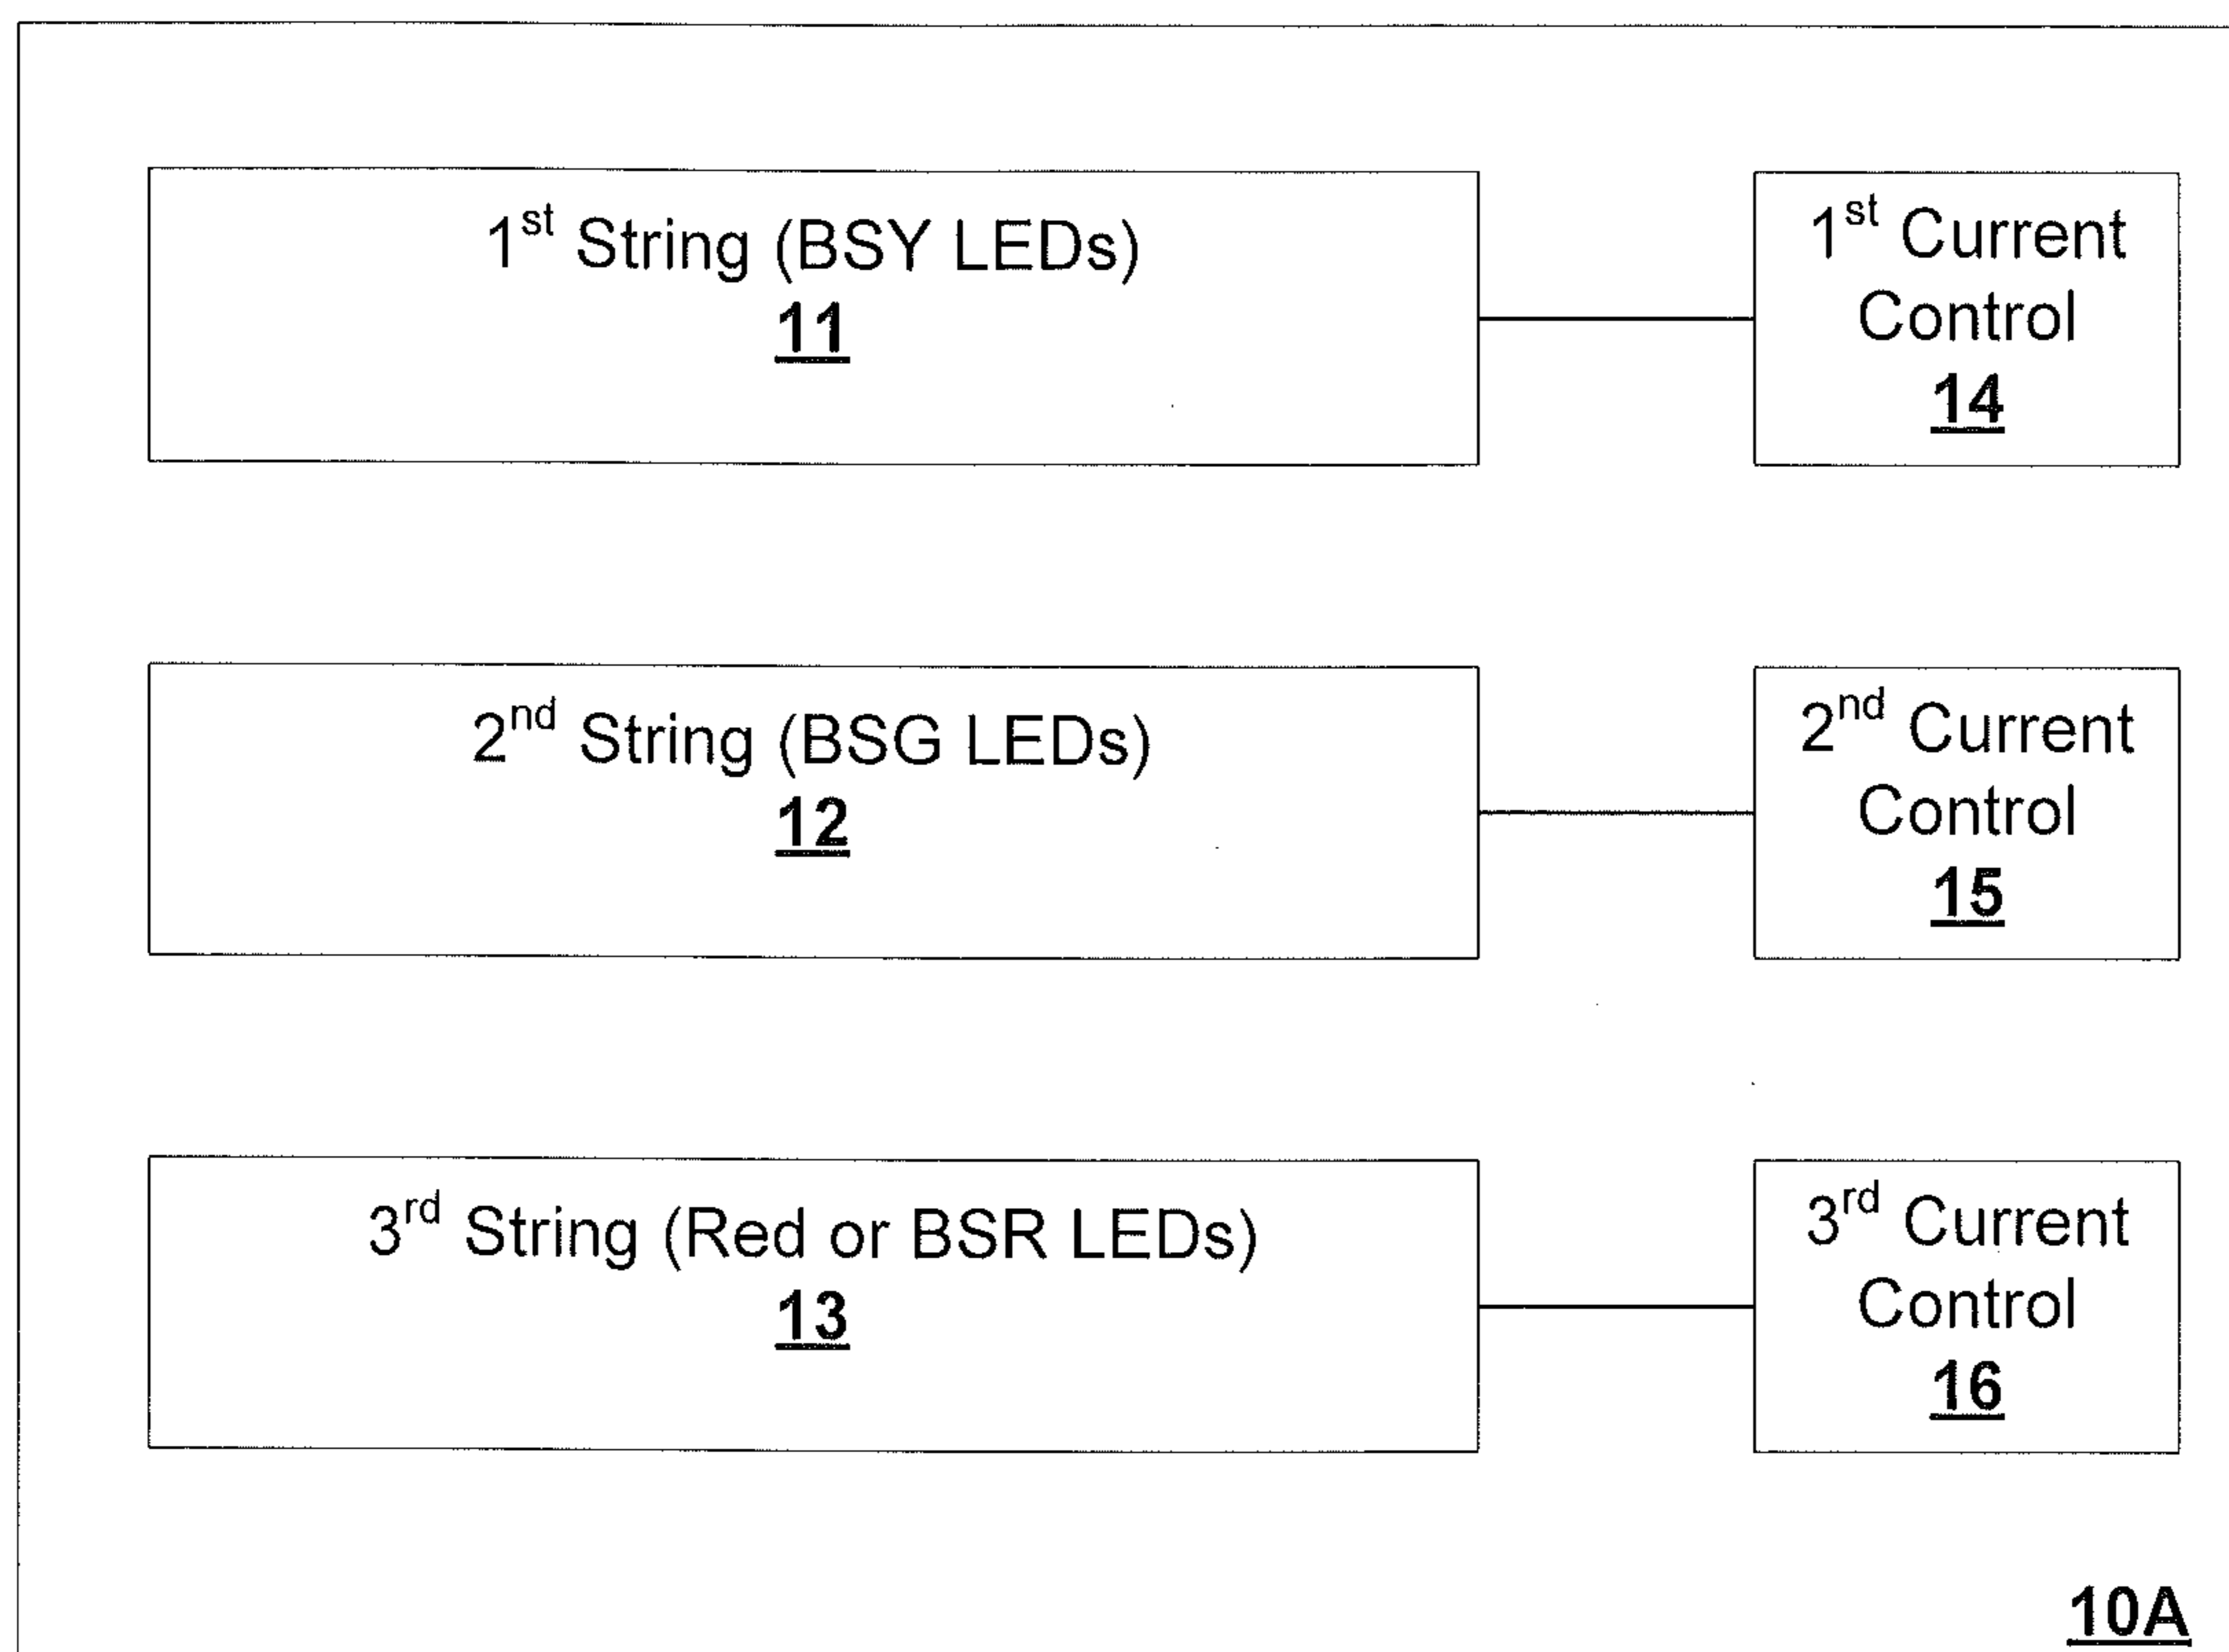 1st String (BSY LEDs)
11
1st Current
Control
14
2nd String (BSG LEDs)
12
2nd Current
Control
15
3rd String (Red or BSR LEDs)
13
3rd Current
Control
16
10A